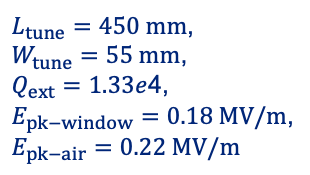 L_tune = 450 mm,
W_tune = 55 mm,
Q_ext = 1.33e4,
E_pk−window = 0.18 MV/m,
E_pk−air = 0.22 MV/m